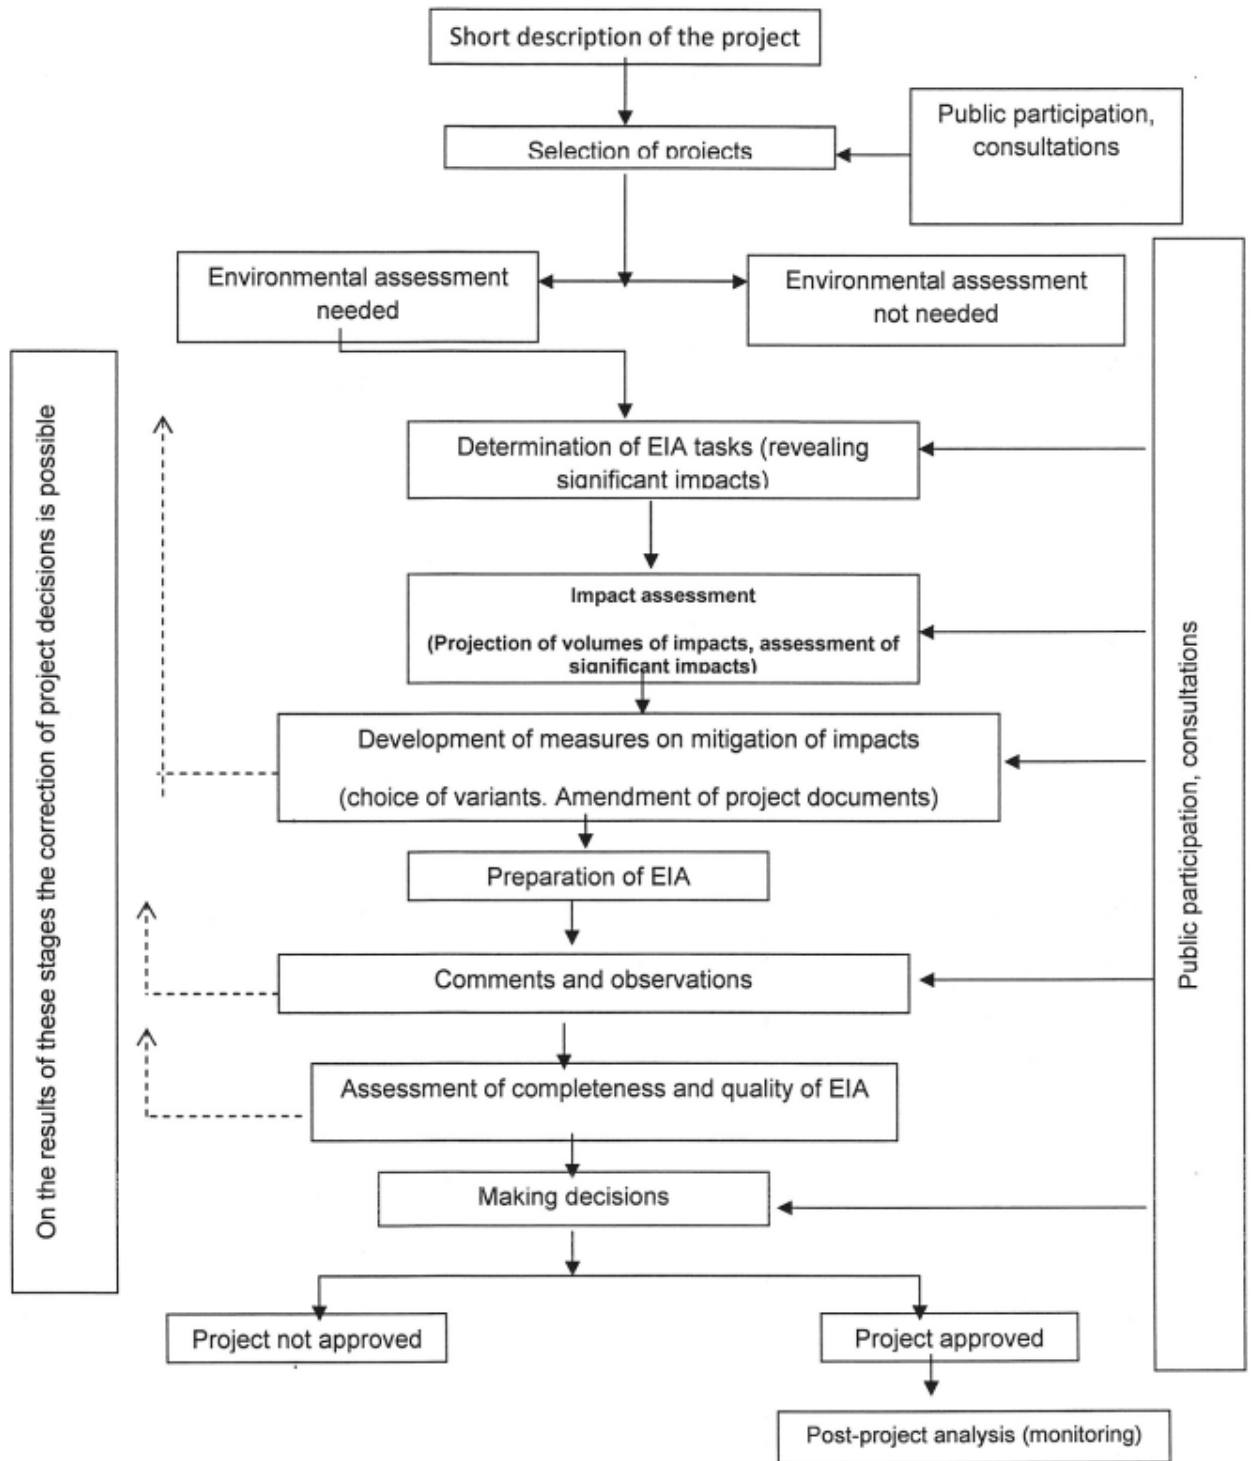 Short description of the project
Public participation,
consultations
Selection of projects
Environmental assessment
needed
Environmental assessment
not needed
On the results of these stages the correction of project decisions is possible
Public participation, consultations
Determination of EIA tasks (revealing
significant impacts)
Impact assessment
(Projection of volumes of impacts, assessment of
significant impacts)
Development of measures on mitigation of impacts
(choice of variants. Amendment of project documents)
Preparation of EIA
Comments and observations
Assessment of completeness and quality of EIA
Making decisions
Project not approved
Project approved
Post-project analysis (monitoring)